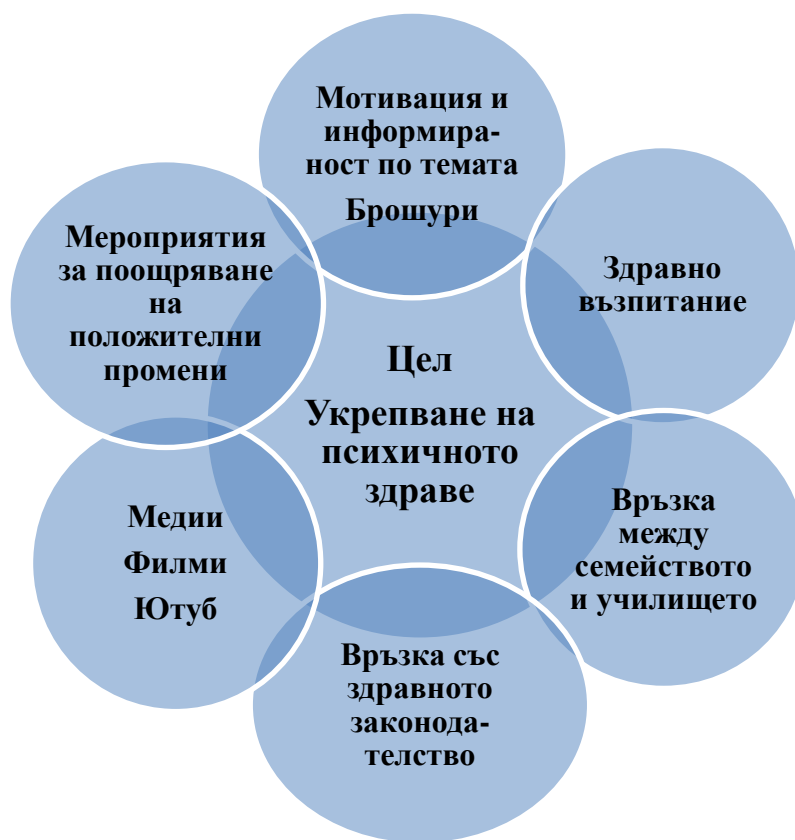 Мотивация и
информира-
ност по темата
Брошури
Мероприятия
за поощряване
на
положителни
промени
Здравно
възпитание
Цел
Укрепване на
психичното
здраве
Медии
Филми
Ютуб
Връзка
между
семейството
и училището
Връзка със
здравното
законода-
телство